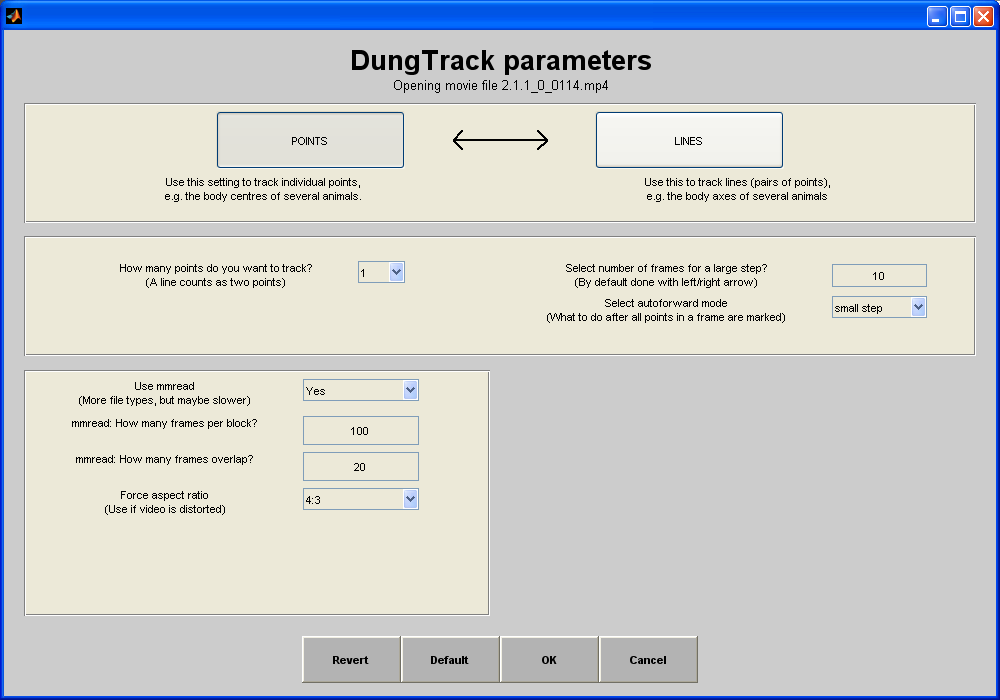 DungTrack parameters
Opening movie file 2.1.1_0_0114.mp4
POINTS
LINES
Use this setting to track individual points,
e.g. the body centres of several animals.
Use this to track lines (pairs of points),
e.g. the body axes of several animals
How many points do you want to track?
(A line counts as two points)
1
Select number of frames for a large step?
(By default done with left/right arrow)
10
Select autoforward mode
(What to do after all points in a frame are marked)
small step
Use mmread
(More file types, but maybe slower)
Yes
mmread: How many frames per block?
100
mmread: How many frames overlap?
20
Force aspect ratio
(Use if video is distorted)
4:3
Revert
Default
OK
Cancel